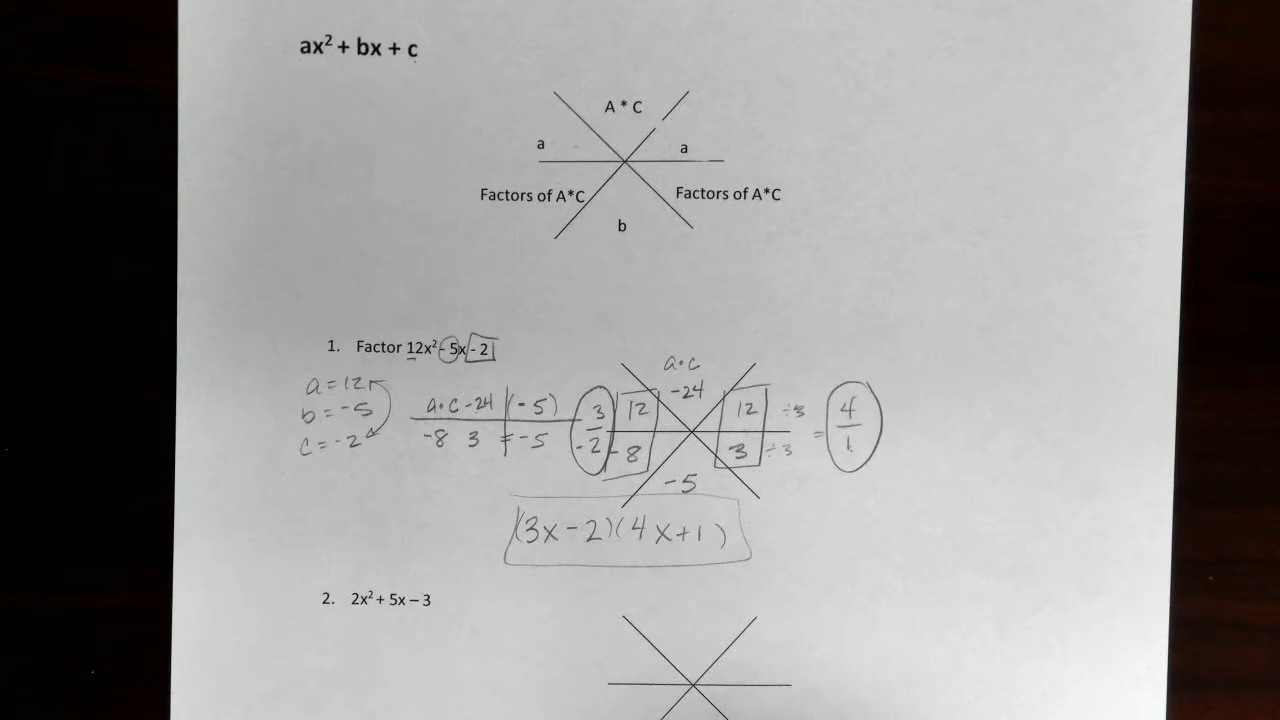 ax² + bx + c
A * C
a a
Factors of A*C Factors of A*C
b
1. Factor 12x² - 5x - 2
a = 12
b = -5
c = -2
a·c -24 (-5)
-8 3 = -5
a·c
-24
3 12 12 ÷3 4
-2 -8 3 ÷3 = 1
-5
(3x - 2)(4x + 1)
2. 2x² + 5x – 3